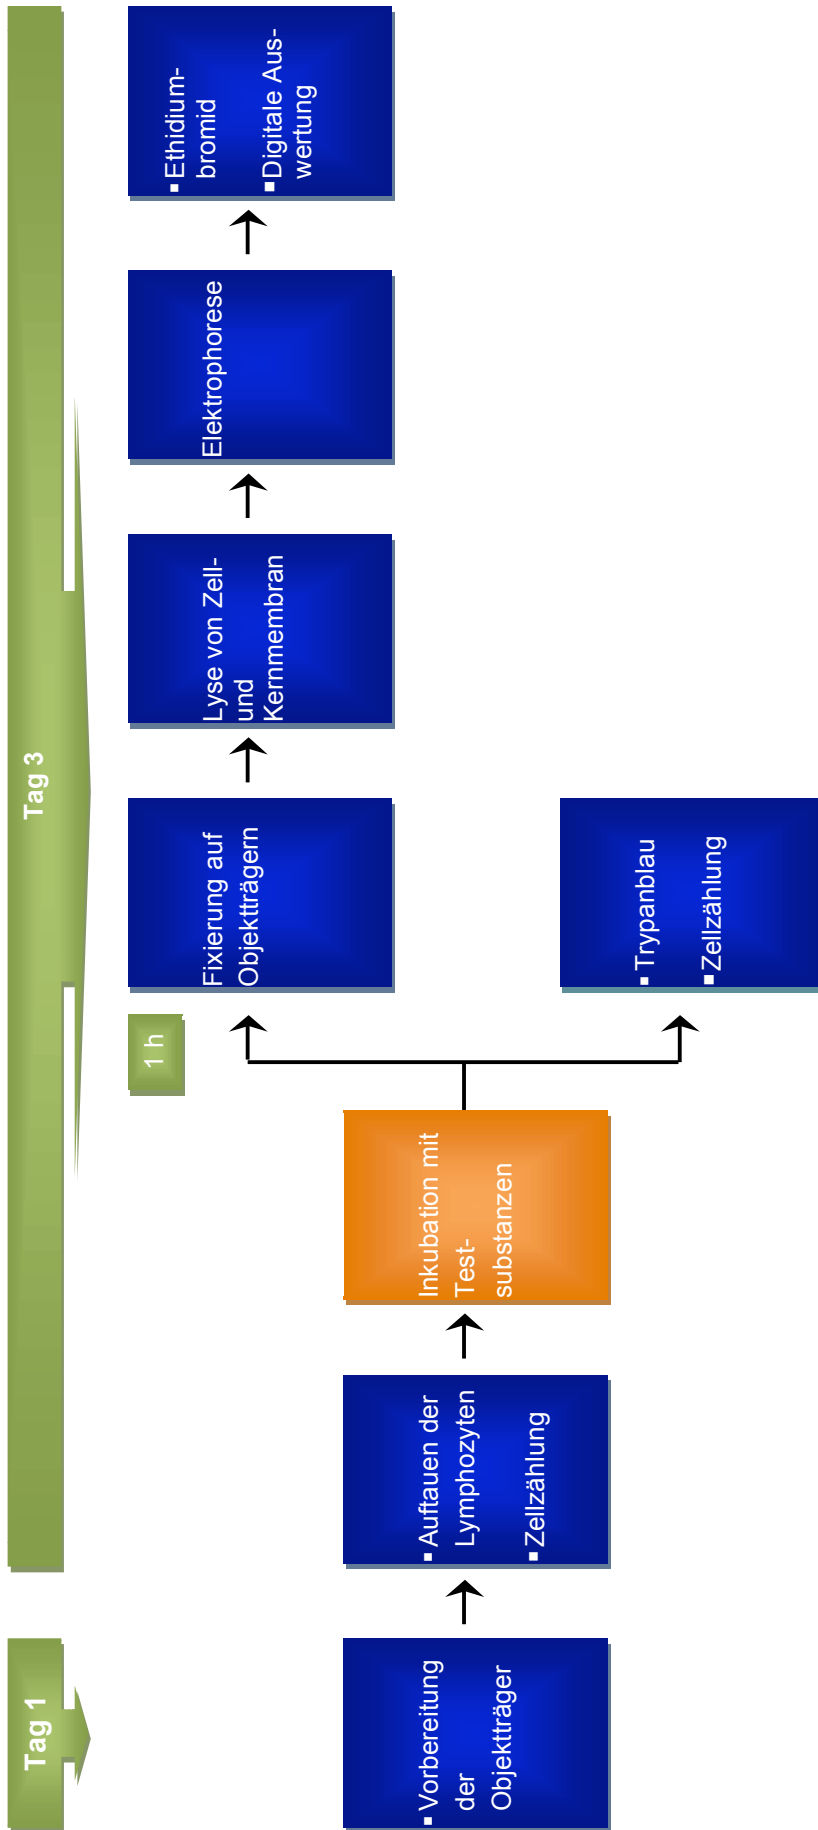 Tag 1
Tag 3
▪ Vorbereitung
der
Objektträger
▪ Auftauen der
Lymphozyten
▪ Zellzählung
Inkubation mit
Test-
substanzen
1 h
Fixierung auf
Objektträgern
Lyse von Zell-
und
Kernmembran
Elektrophorese
▪ Ethidium-
bromid
▪ Digitale Aus-
wertung
▪ Trypanblau
▪ Zellzählung